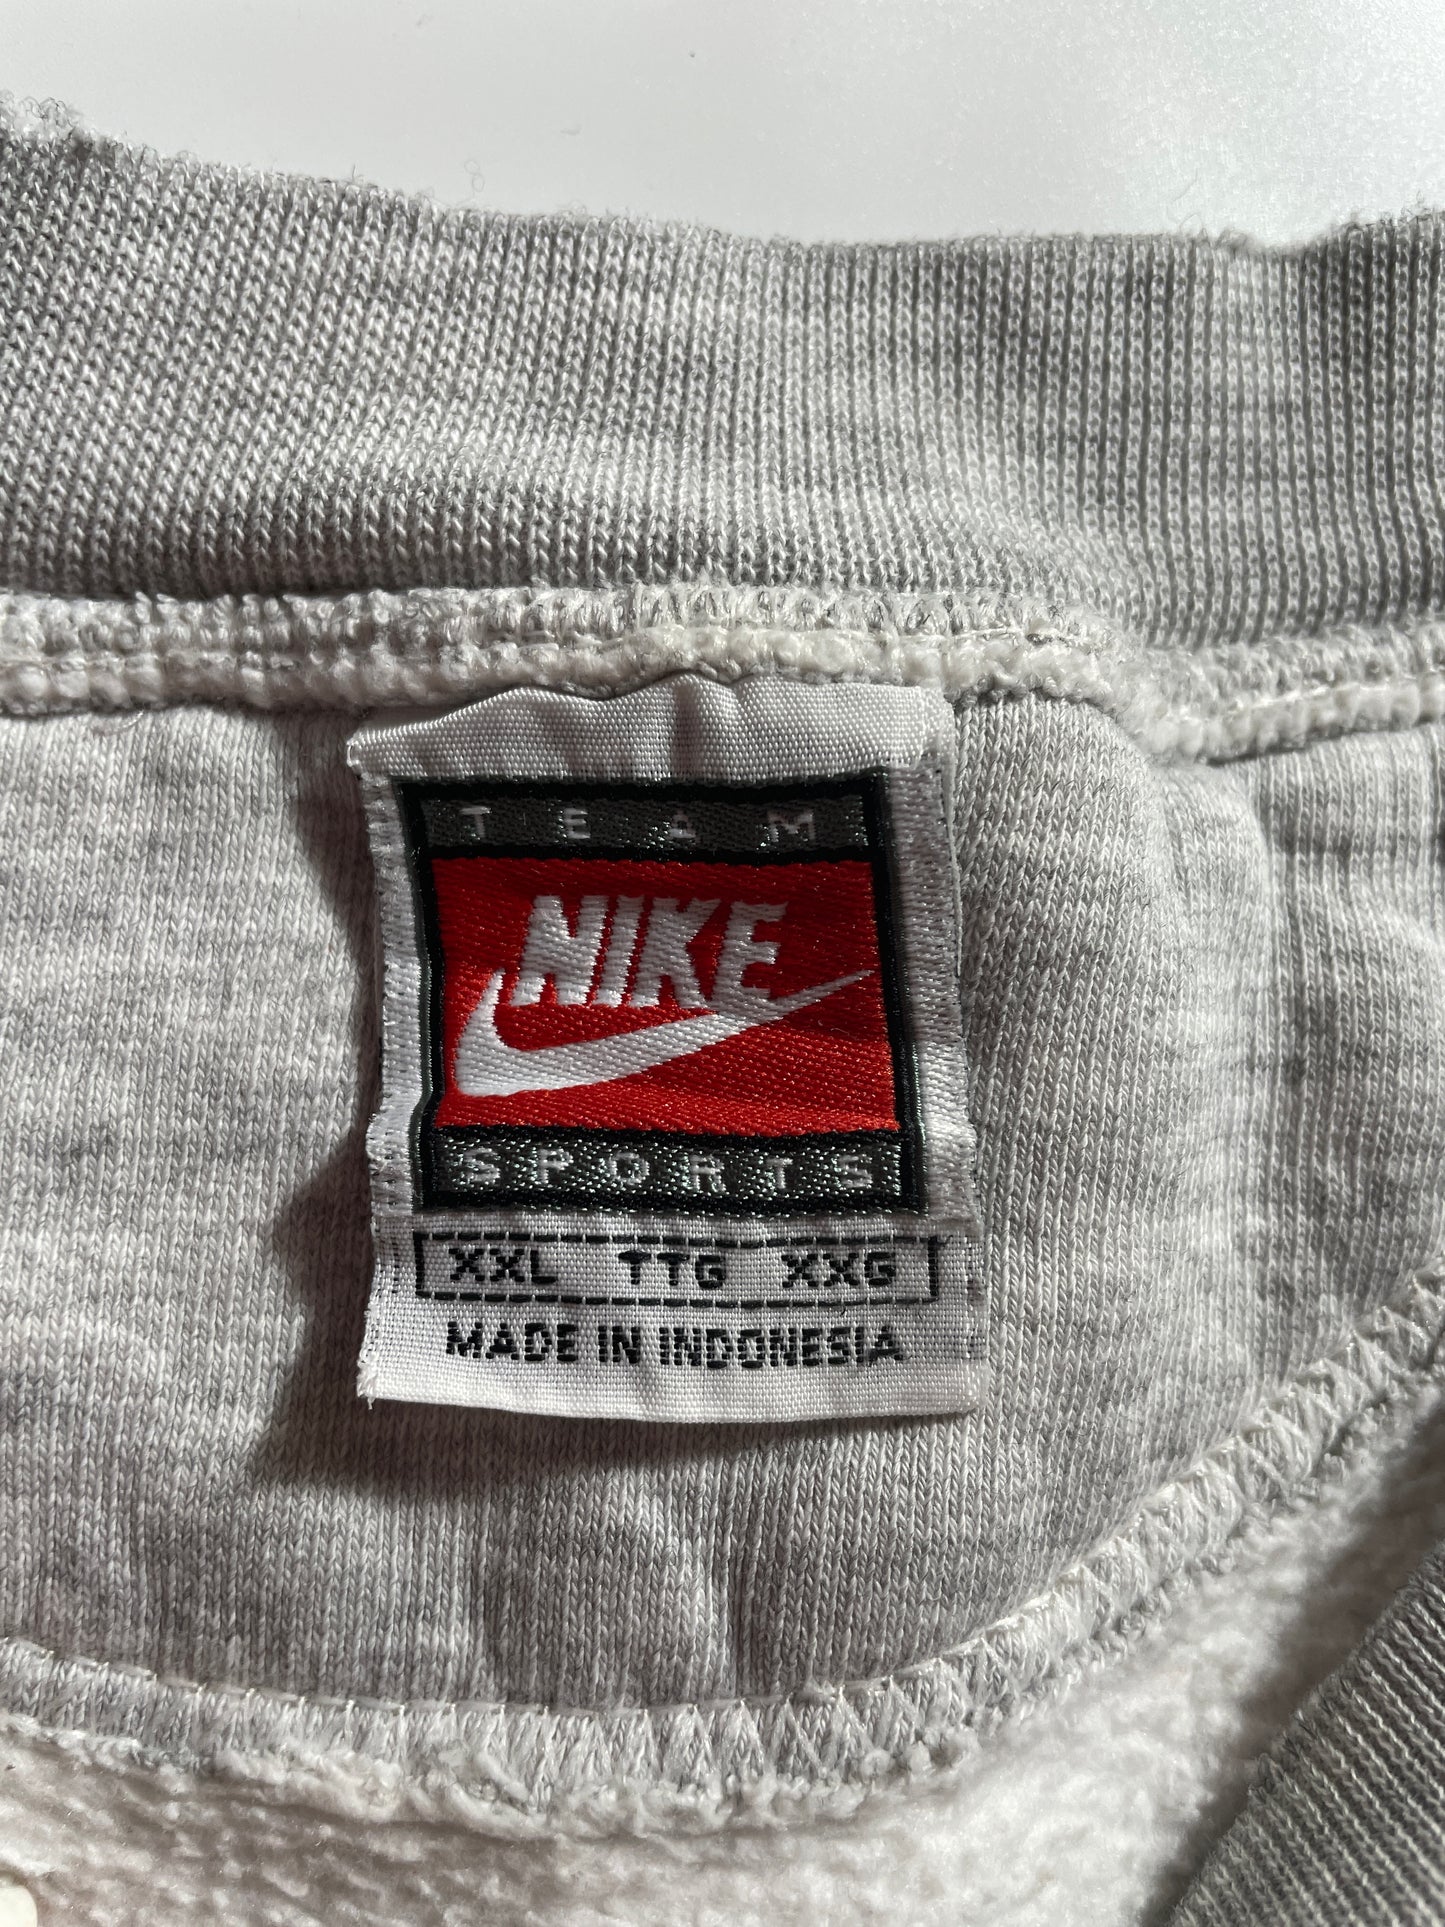 TEAM
NIKE
SPORTS
XXL TTG XXG
MADE IN INDONESIA